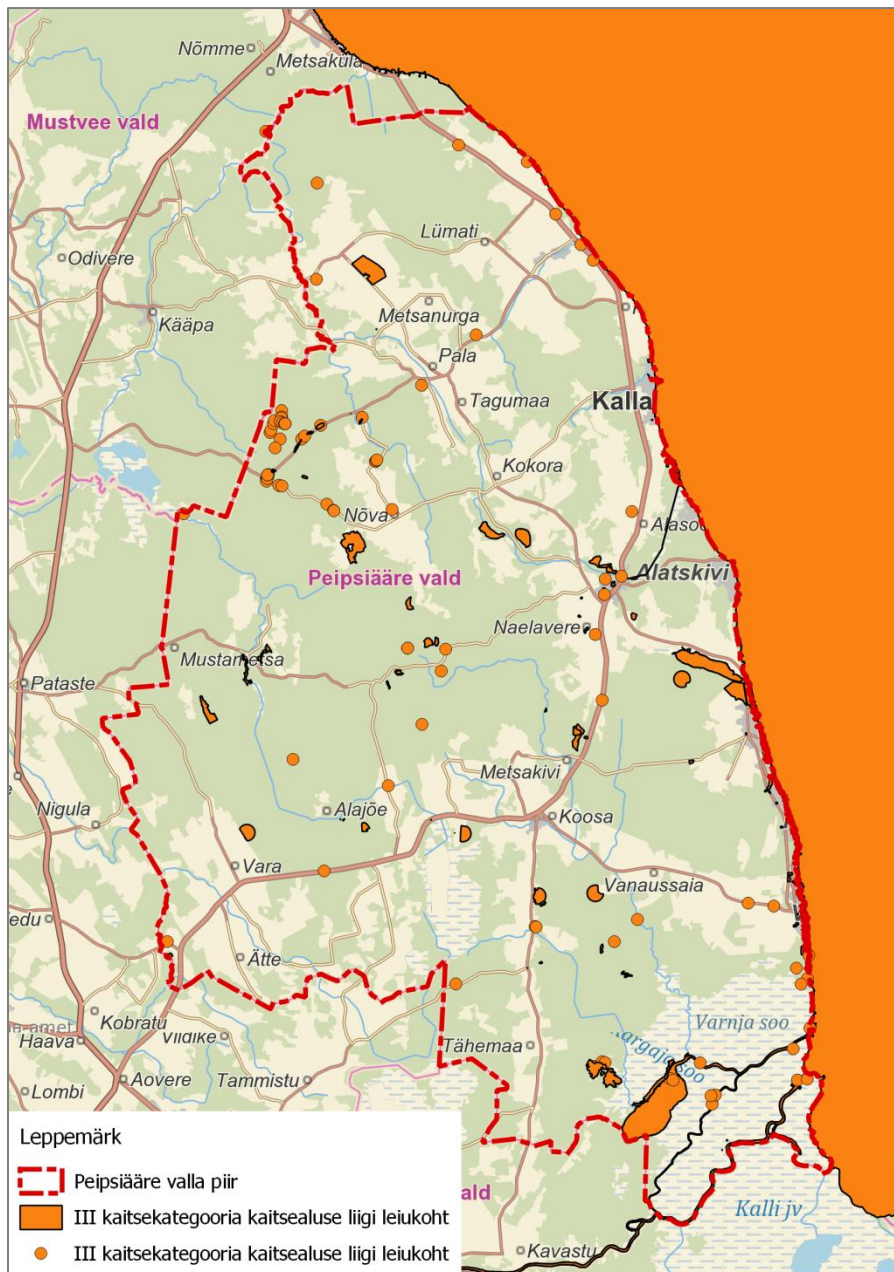 Nõmme
Metsaküla
Mustvee vald
Lümati
Odivere
Metsanurga
Kääpa
Pala
Kalla
Tagumaa
Kokora
Nõva
Peipsiääre vald
Alatskivi
Naelavere
Mustametsa
Pataste
Metsakivi
Alajõe
Koosa
Nigula
Vara
Vanaussaia
Ätte
Varnja soo
Kobratu
Haava
Tähemaa
Aovere
Tammistu
Lombi
Kalli jv
Kavastu
Leppemärk
Peipsiääre valla piir
III kaitsekategooria kaitsealuse liigi leiukoht
III kaitsekategooria kaitsealuse liigi leiukoht